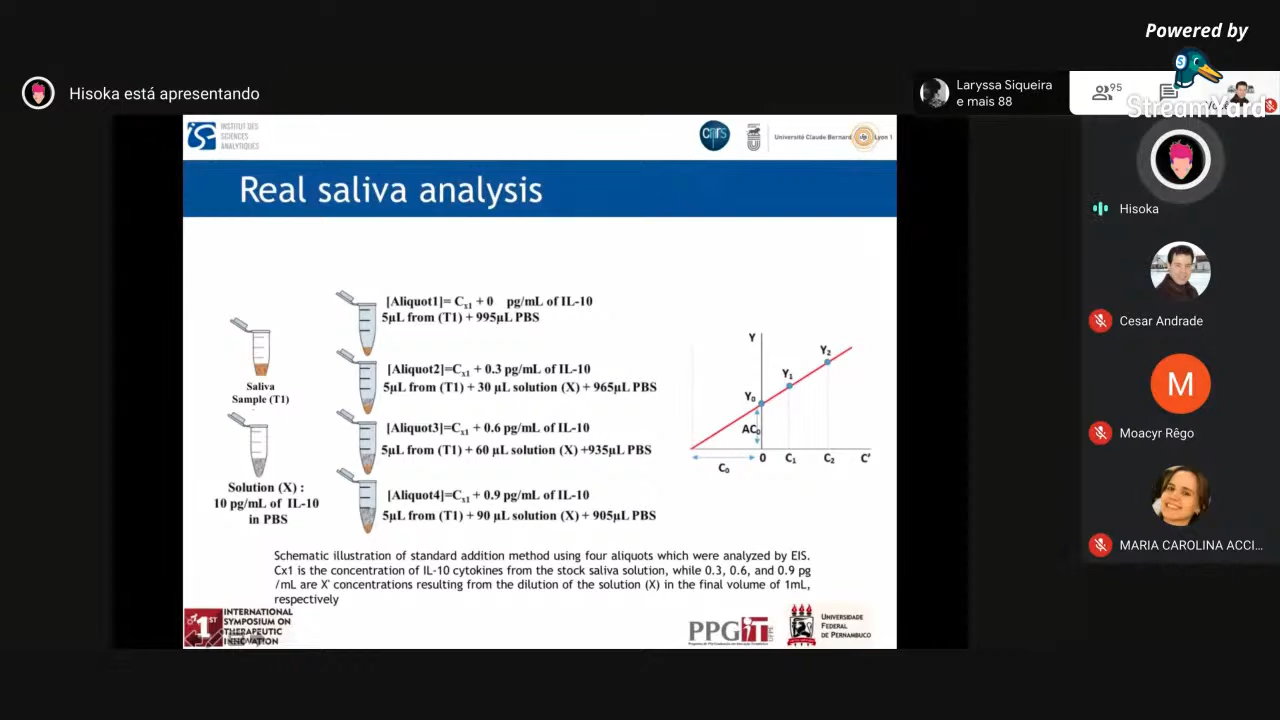 Powered by
StreamYard
Hisoka está apresentando
Laryssa Siqueira
e mais 88
95
INSTITUT DES
SCIENCES
ANALYTIQUES
cnrs
Université Claude Bernard
Lyon 1
Real saliva analysis
[Aliquot1]= Cx1 + 0 pg/mL of IL-10
5µL from (T1) + 995µL PBS
[Aliquot2]=Cx1 + 0.3 pg/mL of IL-10
5µL from (T1) + 30 µL solution (X) + 965µL PBS
[Aliquot3]=Cx1 + 0.6 pg/mL of IL-10
5µL from (T1) + 60 µL solution (X) +935µL PBS
[Aliquot4]=Cx1 + 0.9 pg/mL of IL-10
5µL from (T1) + 90 µL solution (X) + 905µL PBS
Saliva
Sample (T1)
Solution (X) :
10 pg/mL of IL-10
in PBS
Y
Y2
Y1
Y0
AC0
C0
0
C1
C2
C'
Schematic illustration of standard addition method using four aliquots which were analyzed by EIS.
Cx1 is the concentration of IL-10 cytokines from the stock saliva solution, while 0.3, 0.6, and 0.9 pg
/mL are X' concentrations resulting from the dilution of the solution (X) in the final volume of 1mL,
respectively
1ST
INTERNATIONAL
SYMPOSIUM ON
THERAPEUTIC
INNOVATION
PPGIT
UFPE
UNIVERSIDADE
FEDERAL
DE PERNAMBUCO
Hisoka
Cesar Andrade
M
Moacyr Rêgo
MARIA CAROLINA ACCI...